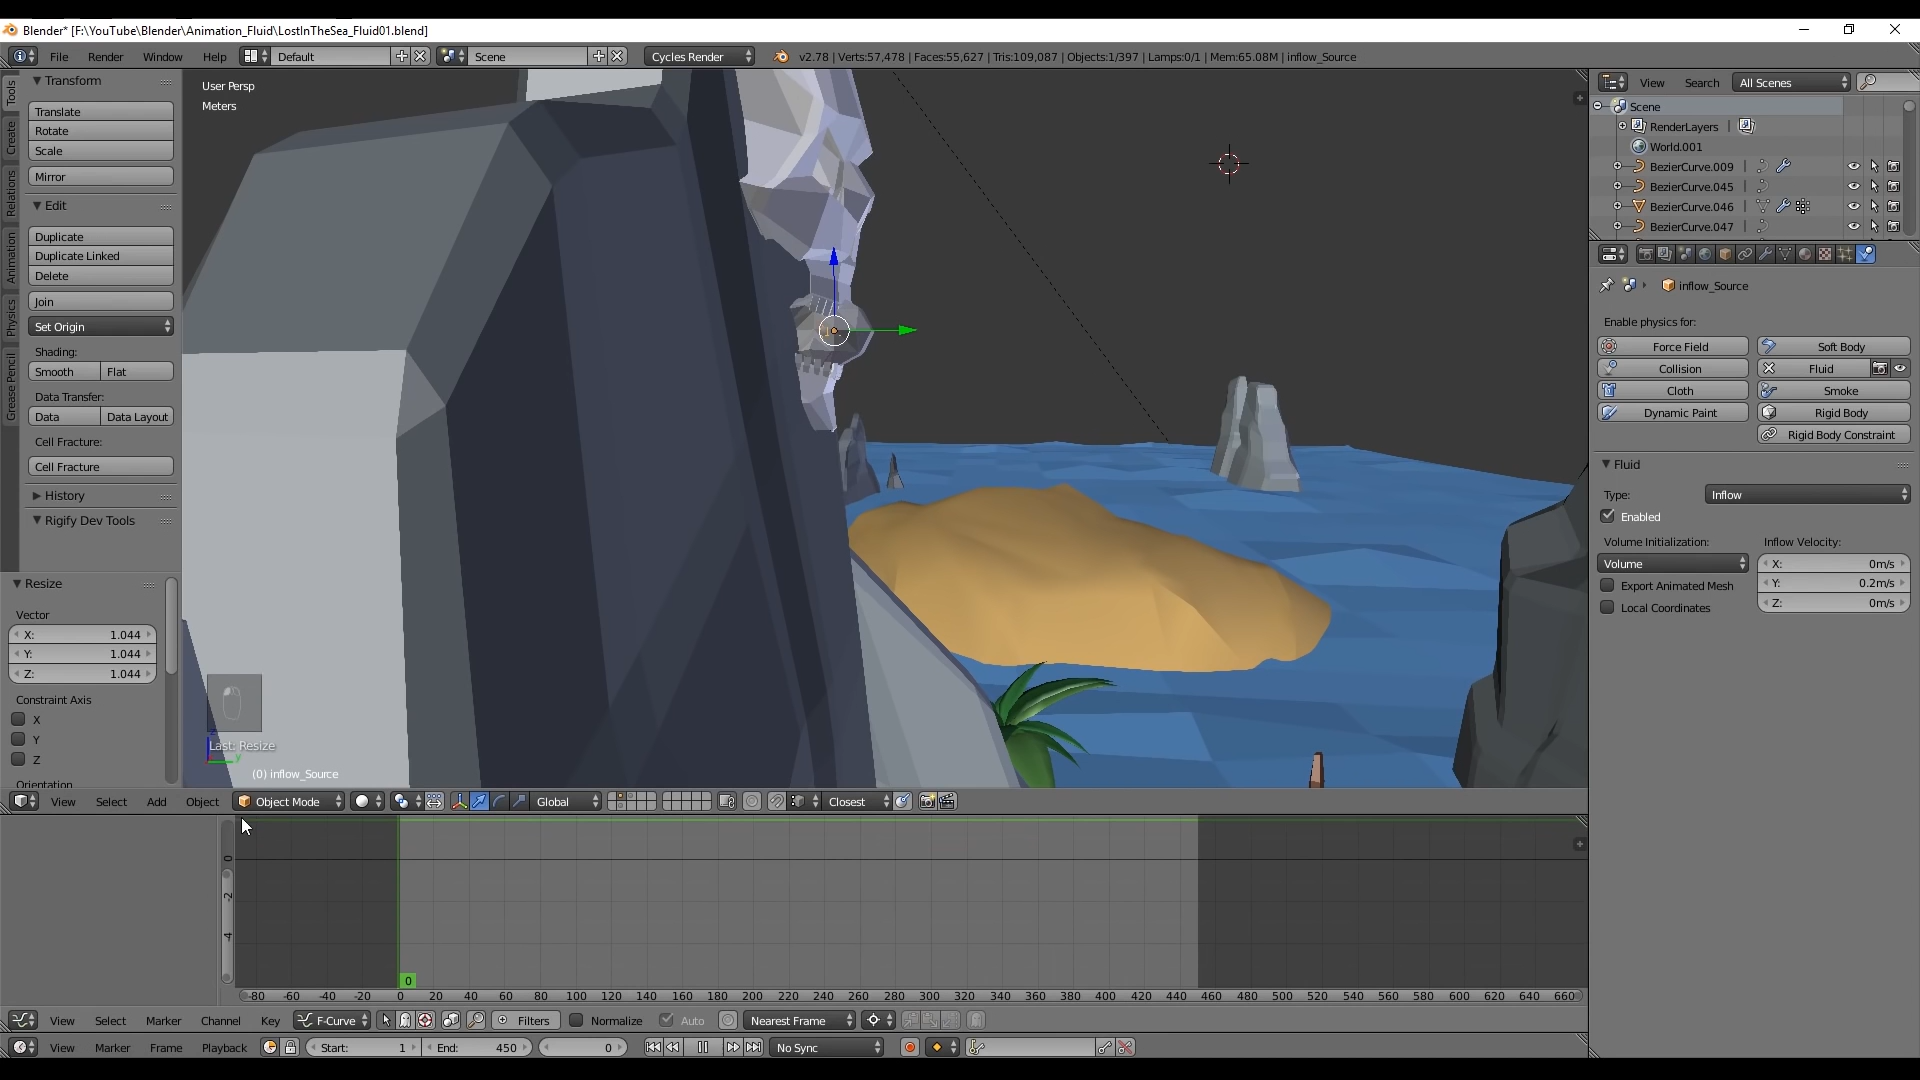 Blender* [F:\YouTube\Blender\Animation_Fluid\LostInTheSea_Fluid01.blend]
File Render Window Help Default Scene Cycles Render v2.78 | Verts:57,478 | Faces:55,627 | Tris:109,087 | Objects:1/397 | Lamps:0/1 | Mem:65.08M | inflow_Source
Tools
Create
Relations
Animation
Physics
Grease Pencil
Transform
Translate
Rotate
Scale
Mirror
Edit
Duplicate
Duplicate Linked
Delete
Join
Set Origin
Shading:
Smooth Flat
Data Transfer:
Data Data Layout
Cell Fracture:
Cell Fracture
History
Rigify Dev Tools
Resize
Vector
X: 1.044
Y: 1.044
Z: 1.044
Constraint Axis
X
Y
Z
Orientation
User Persp
Meters
Last: Resize
y
(0) inflow_Source
View Select Add Object Object Mode Global Closest
View Search All Scenes
Scene
RenderLayers
World.001
BezierCurve.009
BezierCurve.045
BezierCurve.046
BezierCurve.047
inflow_Source
Enable physics for:
Force Field Soft Body
Collision Fluid
Cloth Smoke
Dynamic Paint Rigid Body
Rigid Body Constraint
Fluid
Type: Inflow
Enabled
Volume Initialization: Inflow Velocity:
Volume X: 0m/s
Export Animated Mesh Y: 0.2m/s
Local Coordinates Z: 0m/s
0
-2
-4
0
-80 -60 -40 -20 0 20 40 60 80 100 120 140 160 180 200 220 240 260 280 300 320 340 360 380 400 420 440 460 480 500 520 540 560 580 600 620 640 660
View Select Marker Channel Key F-Curve Filters Normalize Auto Nearest Frame
View Marker Frame Playback Start: 1 End: 450 0 No Sync